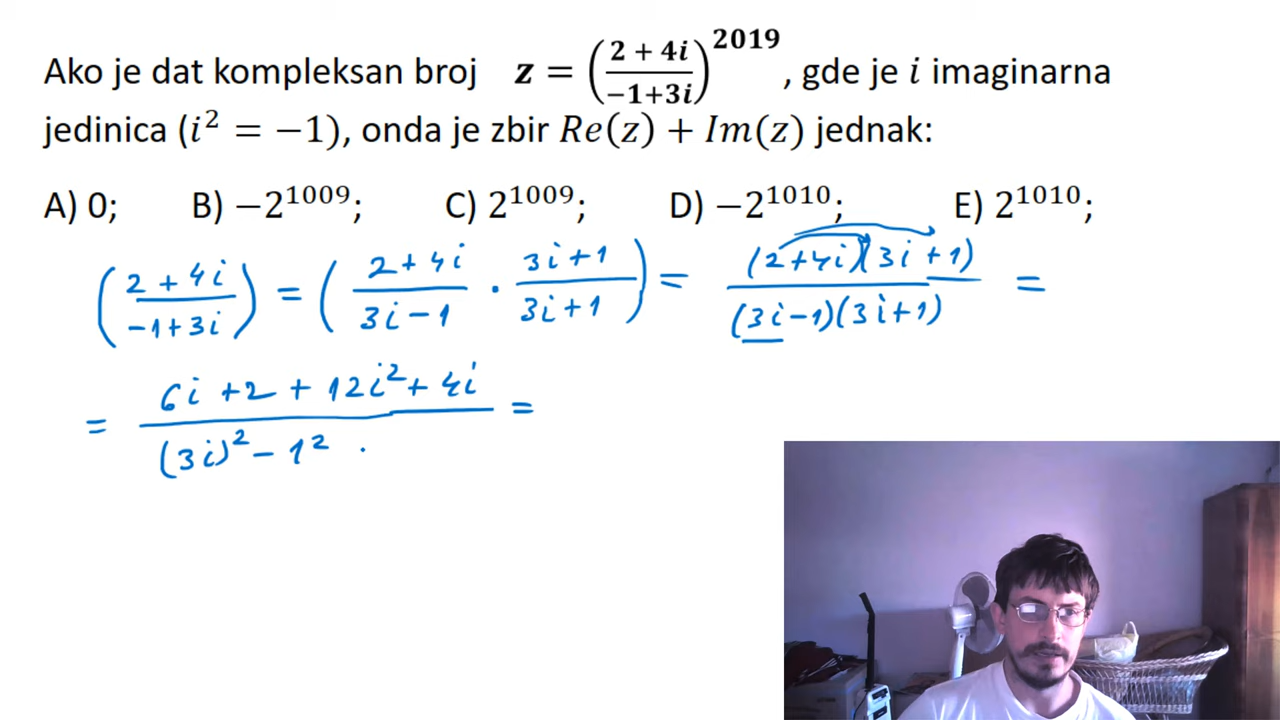 Ako je dat kompleksan broj z = ((2 + 4i)/(−1+3i))^2019, gde je i imaginarna
jedinica (i² = −1), onda je zbir Re(z) + Im(z) jednak:
A) 0; B) −2^1009; C) 2^1009; D) −2^1010; E) 2^1010;
((2 + 4i)/(−1+3i)) = ((2+4i)/(3i−1) · (3i+1)/(3i+1)) = ((2+4i)(3i+1))/((3i−1)(3i+1)) =
= (6i +2 + 12i² + 4i)/((3i)² − 1²) =